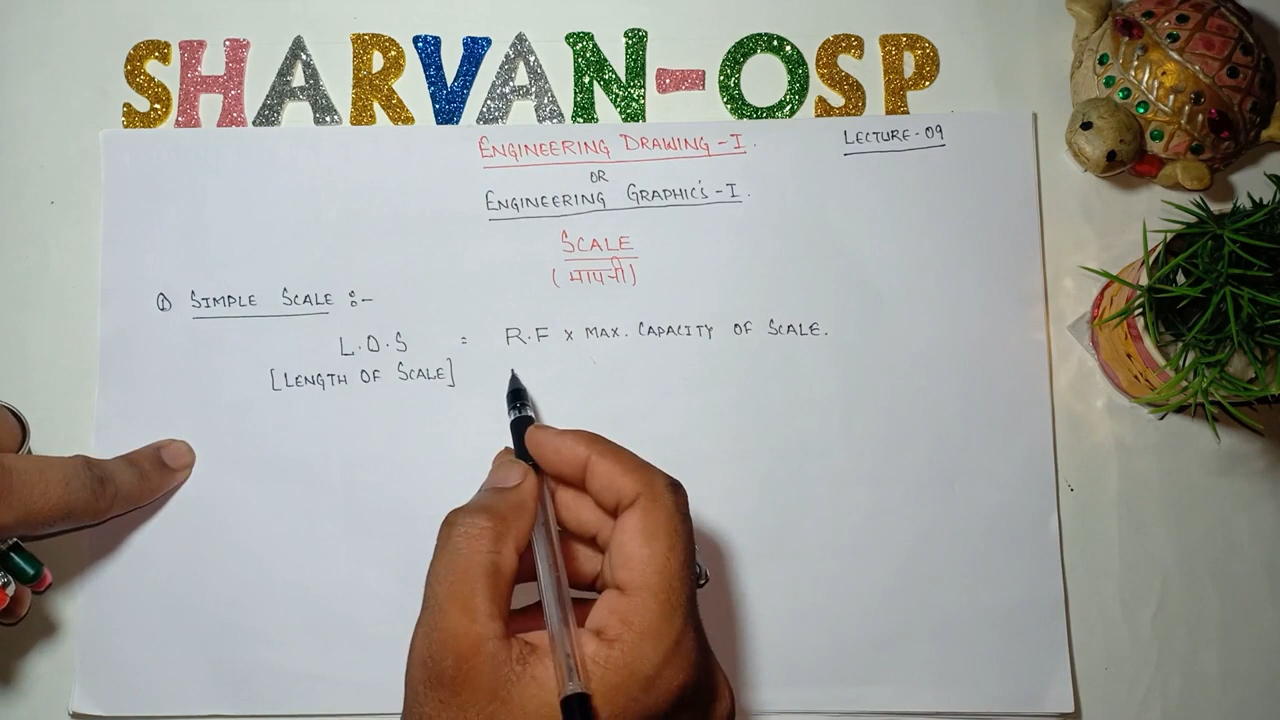 SHARVAN-OSP
ENGINEERING DRAWING-I.
LECTURE-09
OR
ENGINEERING GRAPHIC'S-I.
SCALE
(मापनी)
① SIMPLE SCALE :-
L.O.S = R.F x MAX. CAPACITY OF SCALE.
[LENGTH OF SCALE]